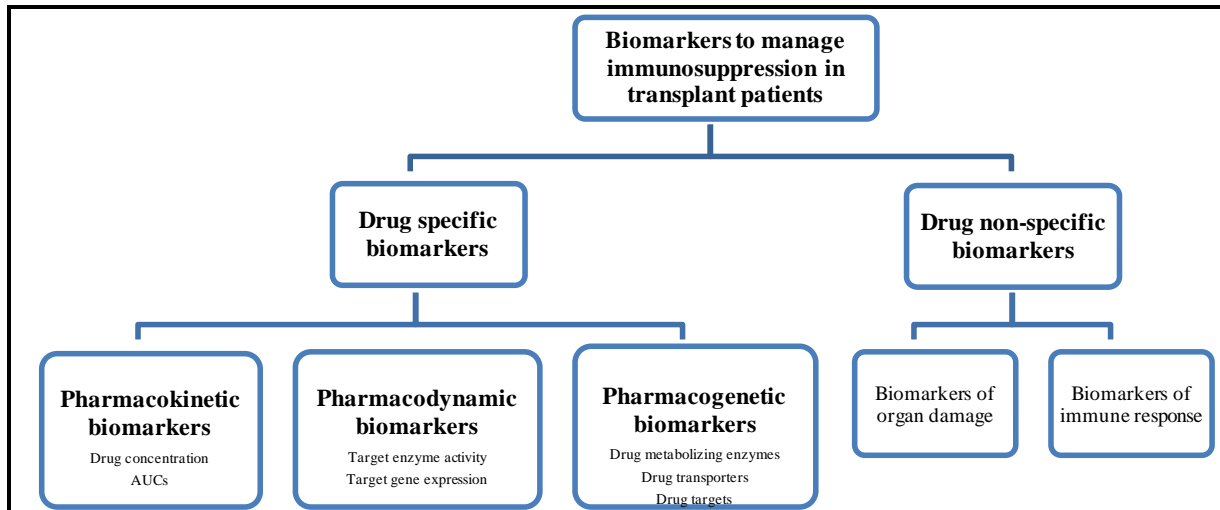 Biomarkers to manage
immunosuppression in
transplant patients
Drug specific
biomarkers
Drug non-specific
biomarkers
Pharmacokinetic
biomarkers
Drug concentration
AUCs
Pharmacodynamic
biomarkers
Target enzyme activity
Target gene expression
Pharmacogenetic
biomarkers
Drug metabolizing enzymes
Drug transporters
Drug targets
Biomarkers of
organ damage
Biomarkers of
immune response